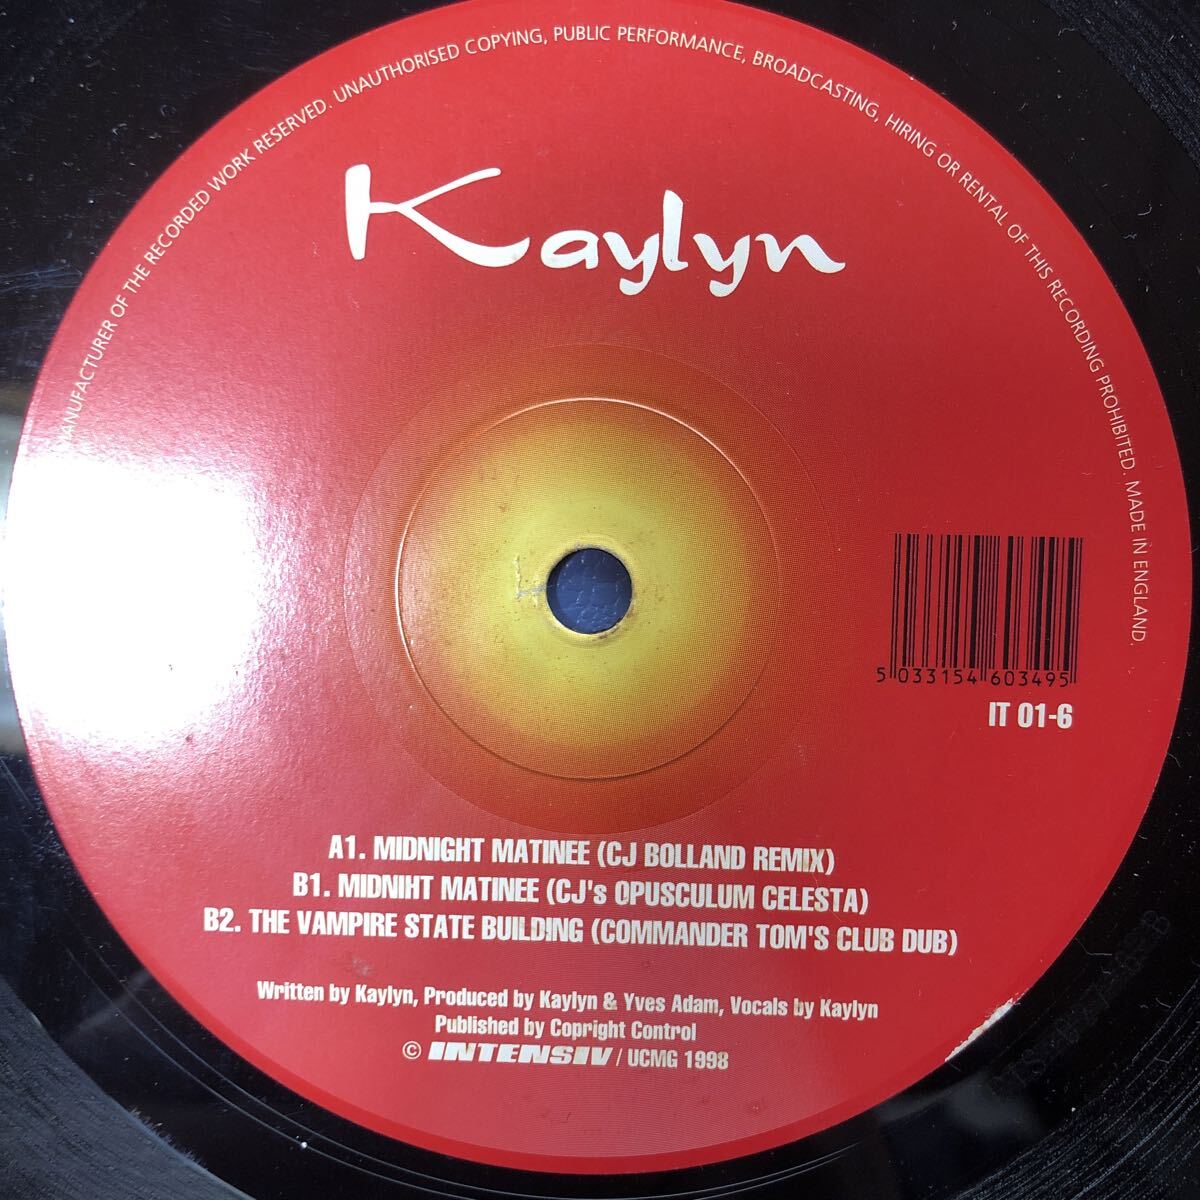 MANUFACTURER OF THE RECORDED WORK RESERVED. UNAUTHORISED COPYING, PUBLIC PERFORMANCE, BROADCASTING, HIRING OR RENTAL OF THIS RECORDING PROHIBITED. MADE IN ENGLAND.
Kaylyn
5 033154 603495
IT 01-6
A1. MIDNIGHT MATINEE (CJ BOLLAND REMIX)
B1. MIDNIHT MATINEE (CJ's OPUSCULUM CELESTA)
B2. THE VAMPIRE STATE BUILDING (COMMANDER TOM'S CLUB DUB)
Written by Kaylyn, Produced by Kaylyn & Yves Adam, Vocals by Kaylyn
Published by Copright Control
© INTENSIV / UCMG 1998